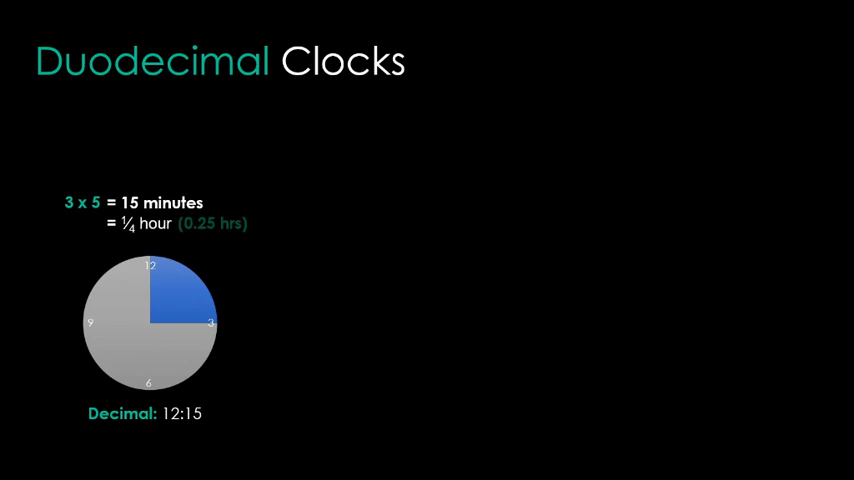 Duodecimal Clocks
3 x 5 = 15 minutes
= ¼ hour (0.25 hrs)
12
9
3
6
Decimal: 12:15